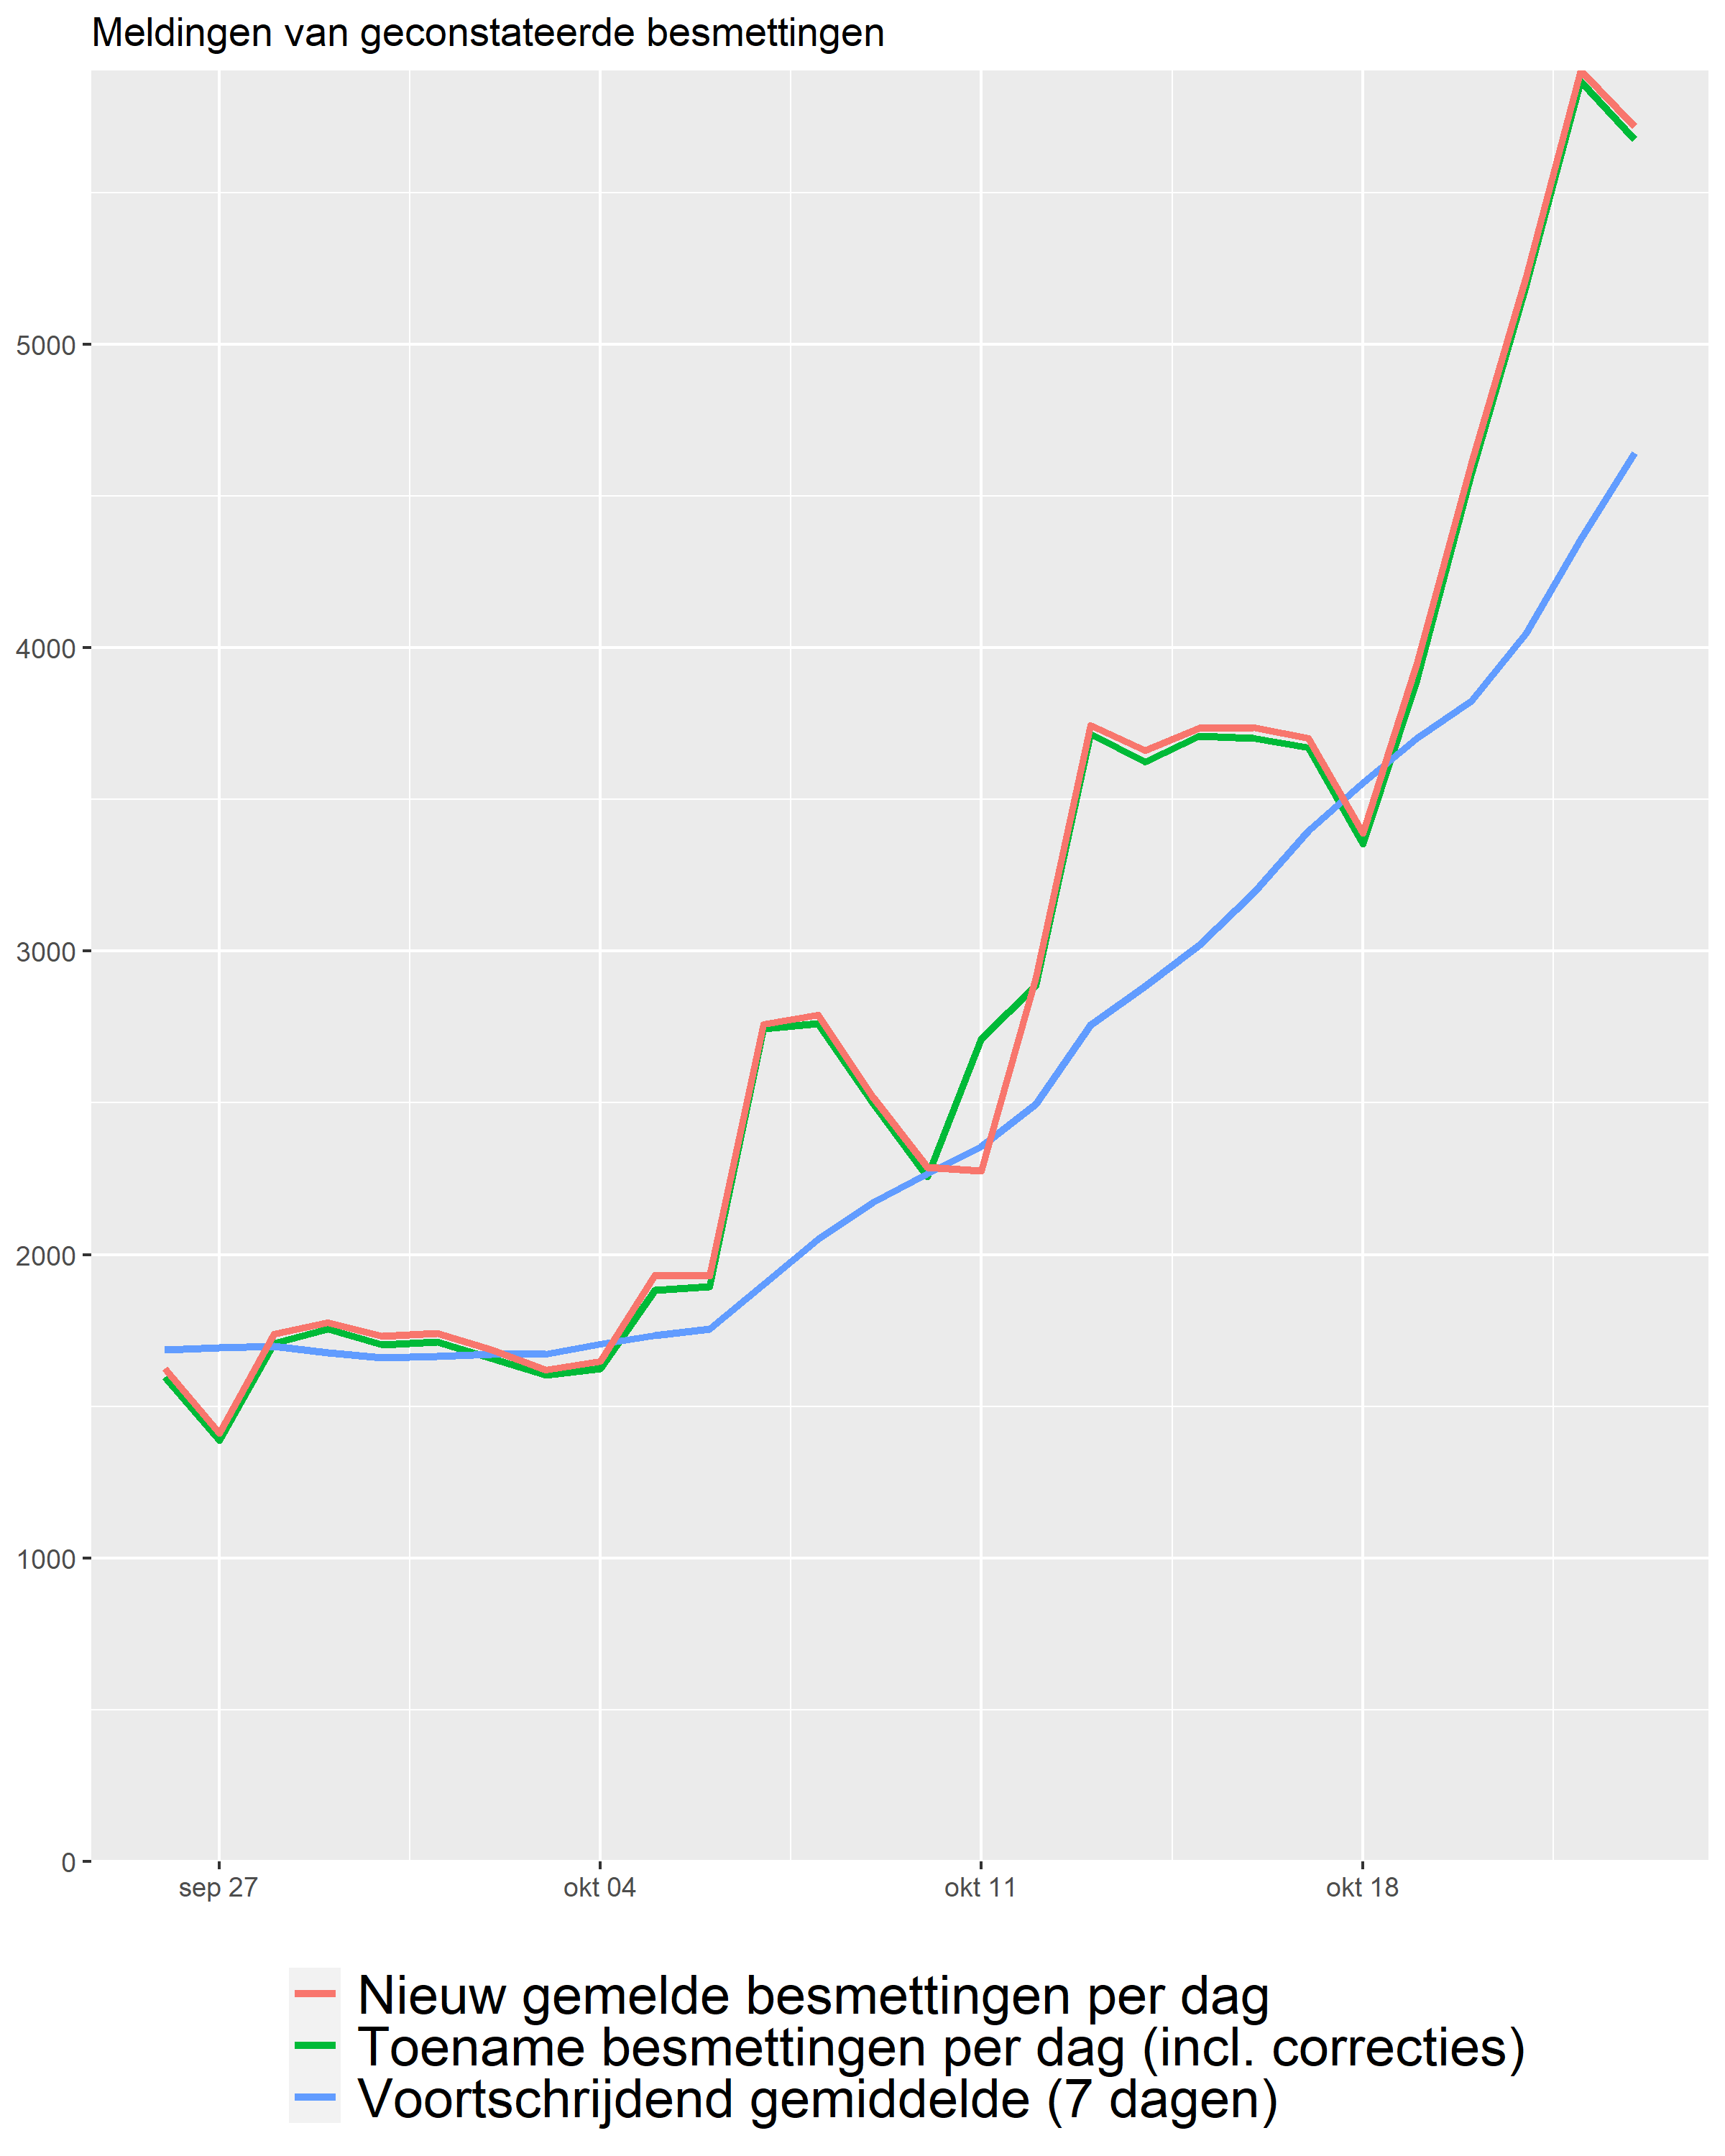 Meldingen van geconstateerde besmettingen
5000
4000
3000
2000
1000
0
sep 27
okt 04
okt 11
okt 18
Nieuw gemelde besmettingen per dag
Toename besmettingen per dag (incl. correcties)
Voortschrijdend gemiddelde (7 dagen)